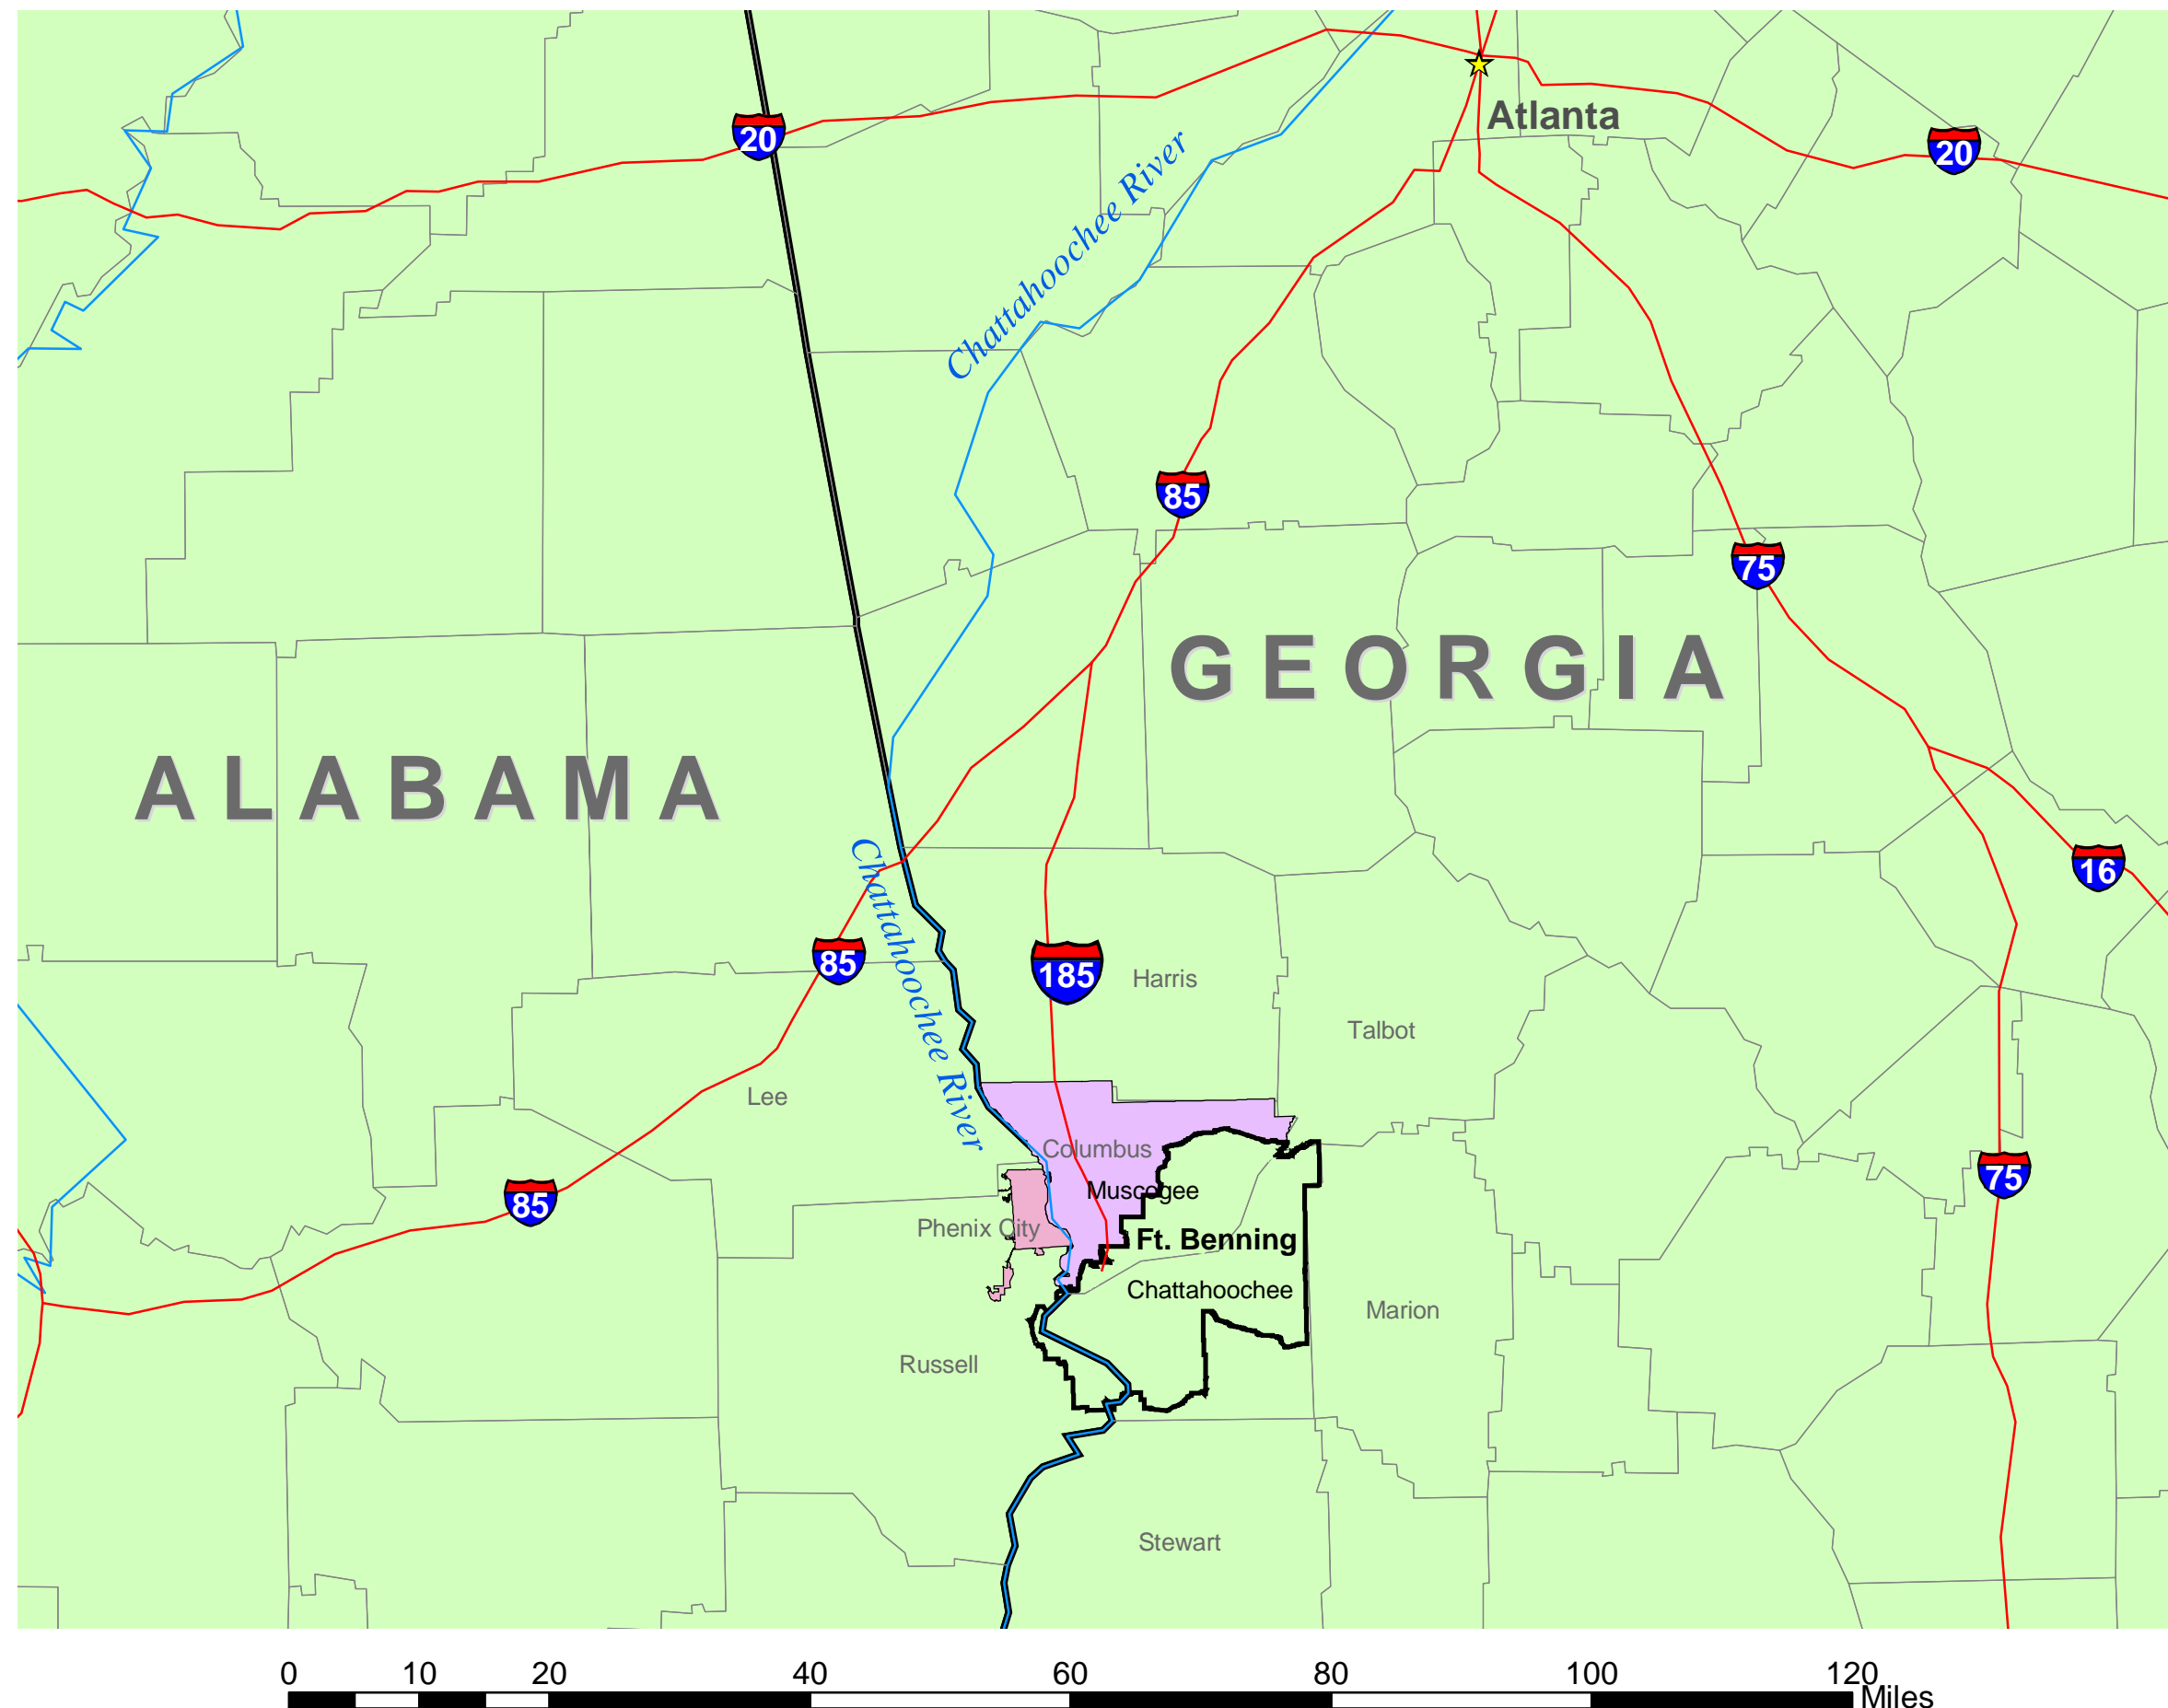 20
Atlanta
20
Chattahoochee River
85
75
GEORGIA
ALABAMA
Chattahoochee River
16
85
185
Harris
Talbot
Lee
Columbus
75
Muscogee
85
Phenix City
Ft. Benning
Chattahoochee
Marion
Russell
Stewart
0 10 20 40 60 80 100 120
Miles